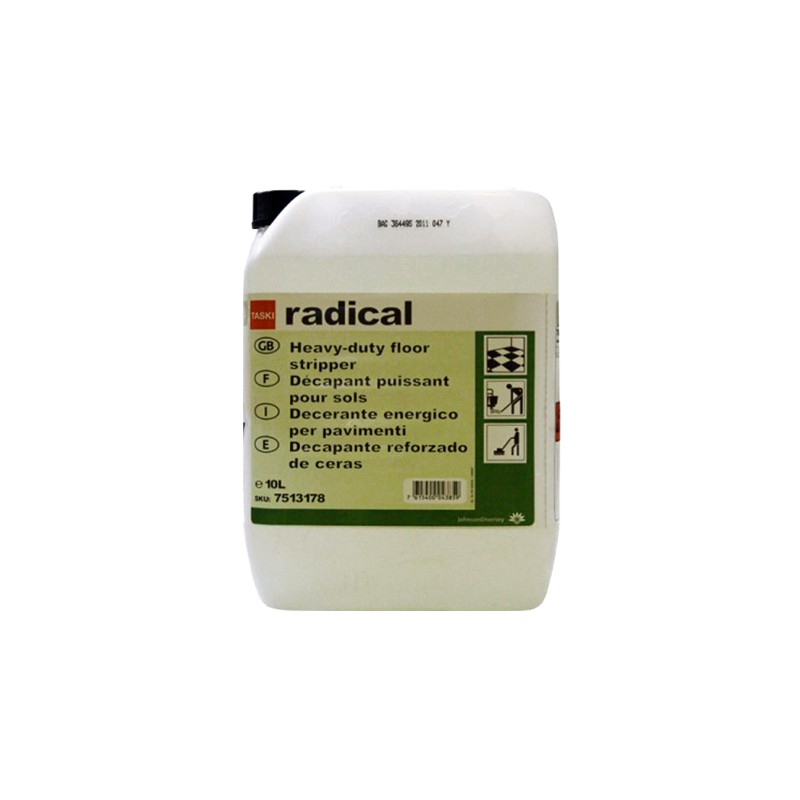 BAG 364495 2011 047 Y
TASKI radical
GB Heavy-duty floor
stripper
F Décapant puissant
pour sols
I Decerante energico
per pavimenti
E Decapante reforzado
de ceras
℮ 10L
SKU: 7513178
JohnsonDiversey